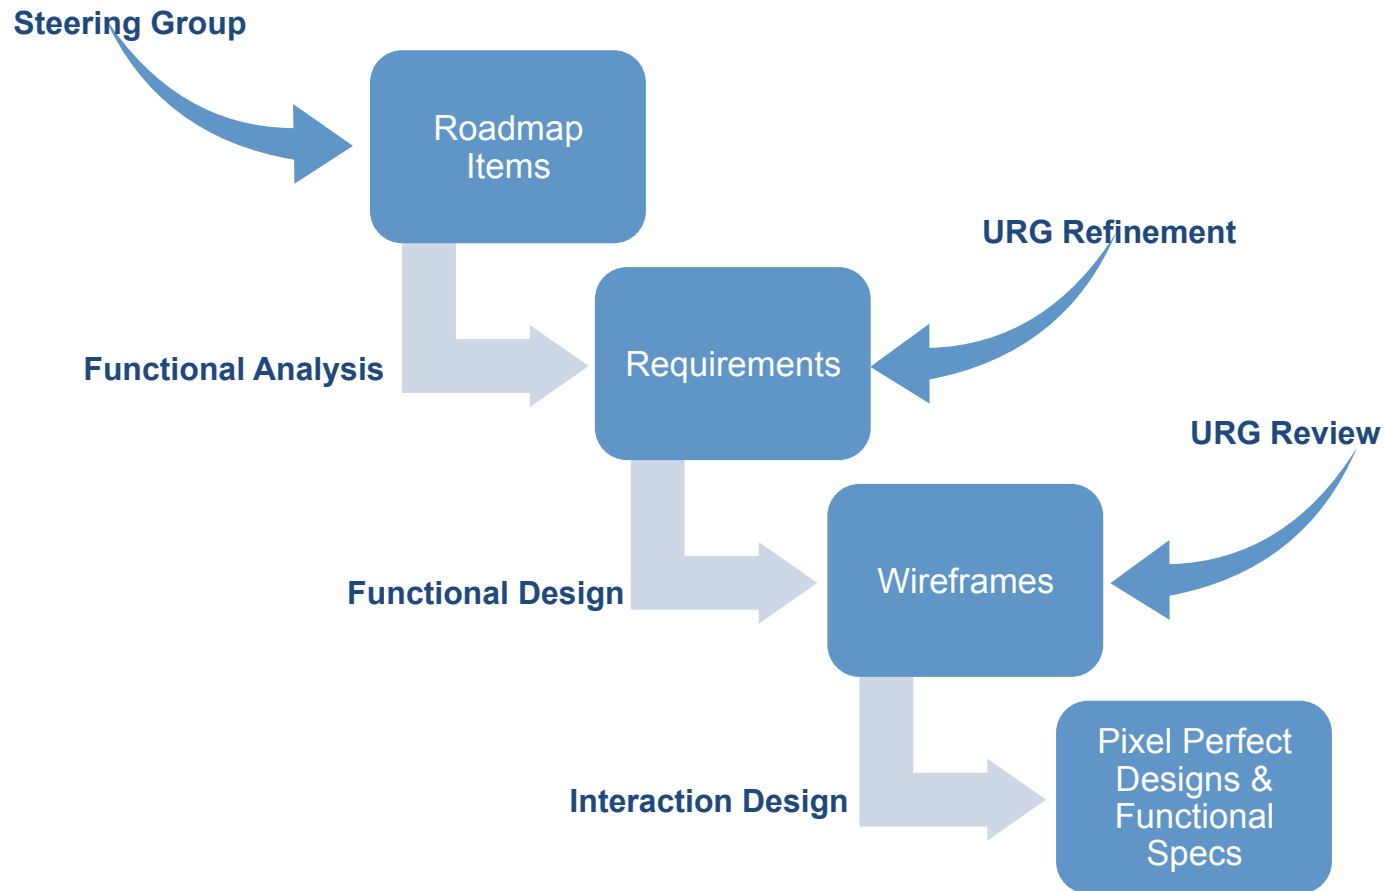 Steering Group
Roadmap
Items
URG Refinement
Functional Analysis
Requirements
URG Review
Functional Design
Wireframes
Interaction Design
Pixel Perfect
Designs &
Functional
Specs